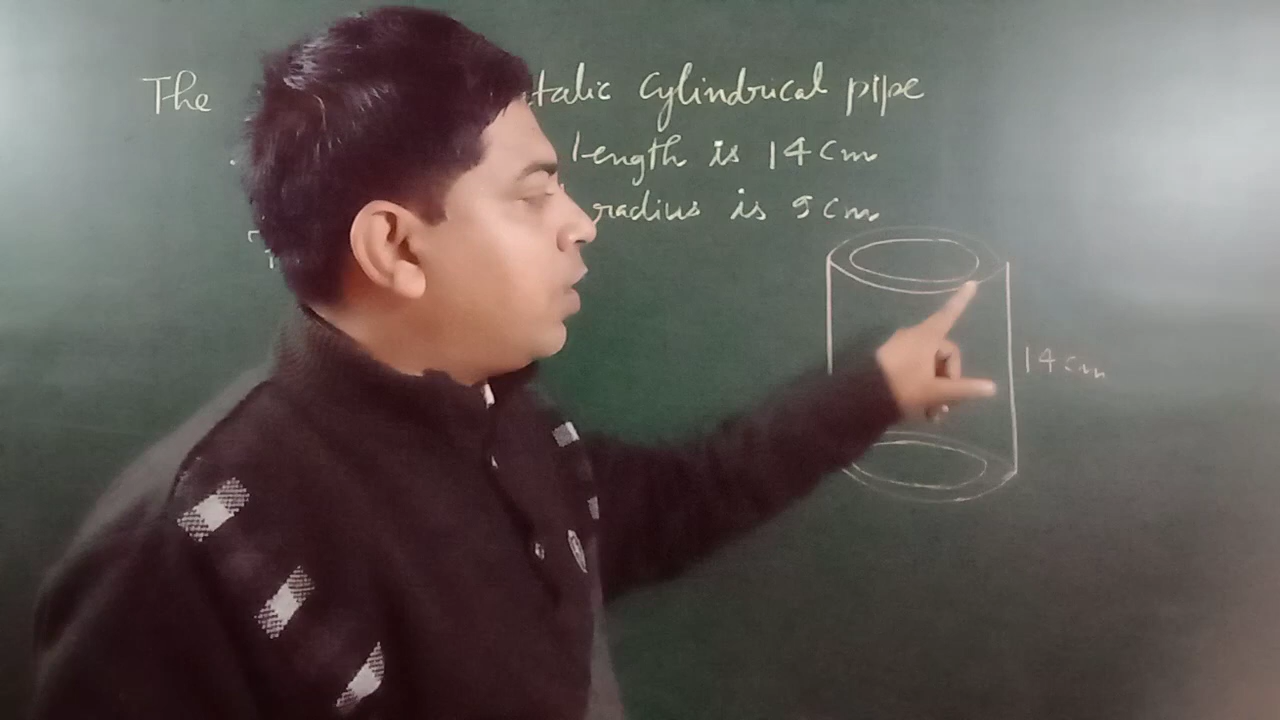 The talic cylindrical pipe
length is 14 cm
radius is 9 cm
14 cm